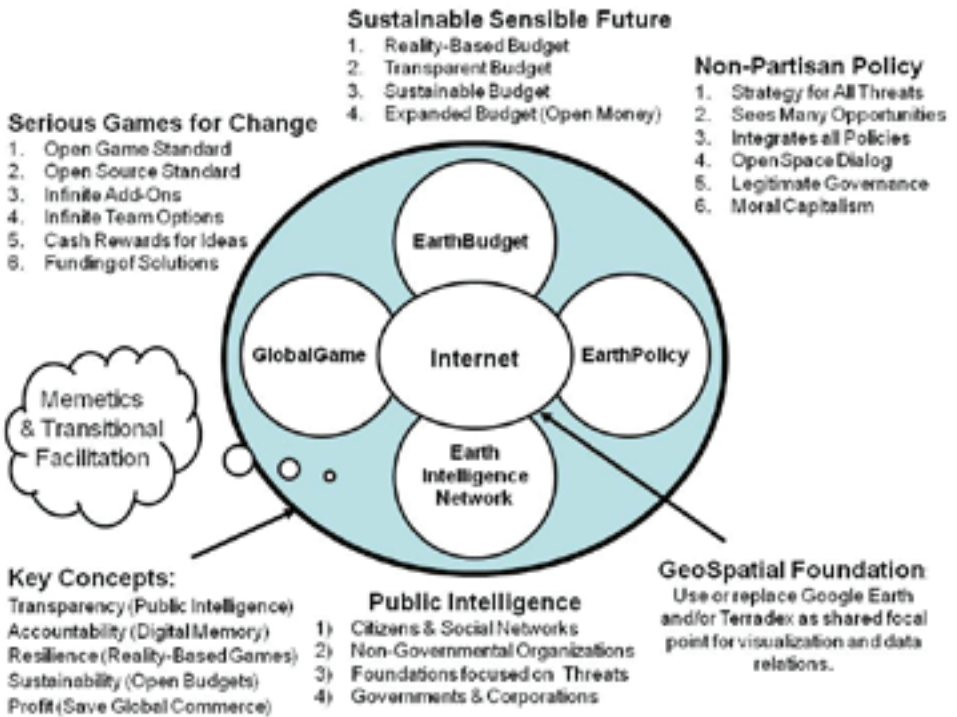 Sustainable Sensible Future
1. Reality-Based Budget
2. Transparent Budget
3. Sustainable Budget
4. Expanded Budget (Open Money)
Non-Partisan Policy
1. Strategy for All Threats
2. Sees Many Opportunities
3. Integrates all Policies
4. Open Space Dialog
5. Legitimate Governance
6. Moral Capitalism
Serious Games for Change
1. Open Game Standard
2. Open Source Standard
3. Infinite Add-Ons
4. Infinite Team Options
5. Cash Rewards for Ideas
6. Funding of Solutions
EarthBudget
GlobalGame
Internet
EarthPolicy
Earth
Intelligence
Network
Memetics
& Transitional
Facilitation
Key Concepts:
Transparency (Public Intelligence)
Accountability (Digital Memory)
Resilience (Reality-Based Games)
Sustainability (Open Budgets)
Profit (Save Global Commerce)
Public Intelligence
1) Citizens & Social Networks
2) Non-Governmental Organizations
3) Foundations focused on Threats
4) Governments & Corporations
GeoSpatial Foundation
Use or replace Google Earth
and/or Terradex as shared focal
point for visualization and data
relations.